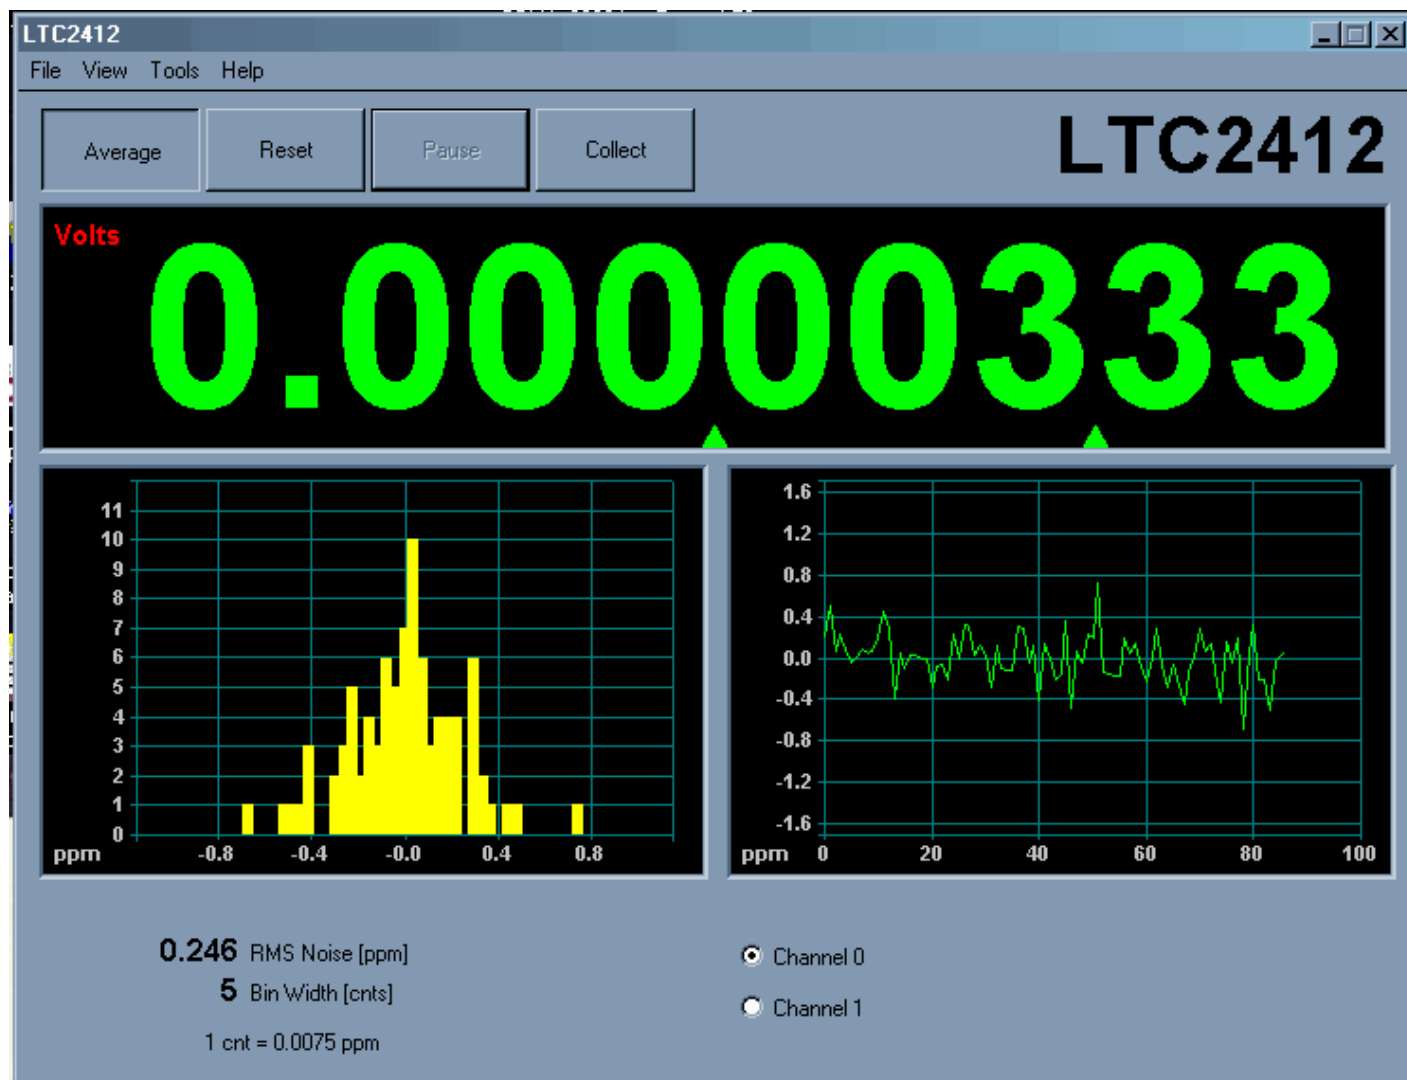 LTC2412
File View Tools Help
Average Reset Pause Collect
LTC2412
Volts
0.00000333
11
10
9
8
7
6
5
4
3
2
1
0
ppm -0.8 -0.4 -0.0 0.4 0.8
1.6
1.2
0.8
0.4
0.0
-0.4
-0.8
-1.2
-1.6
ppm 0 20 40 60 80 100
0.246 RMS Noise [ppm]
5 Bin Width [cnts]
1 cnt = 0.0075 ppm
Channel 0
Channel 1